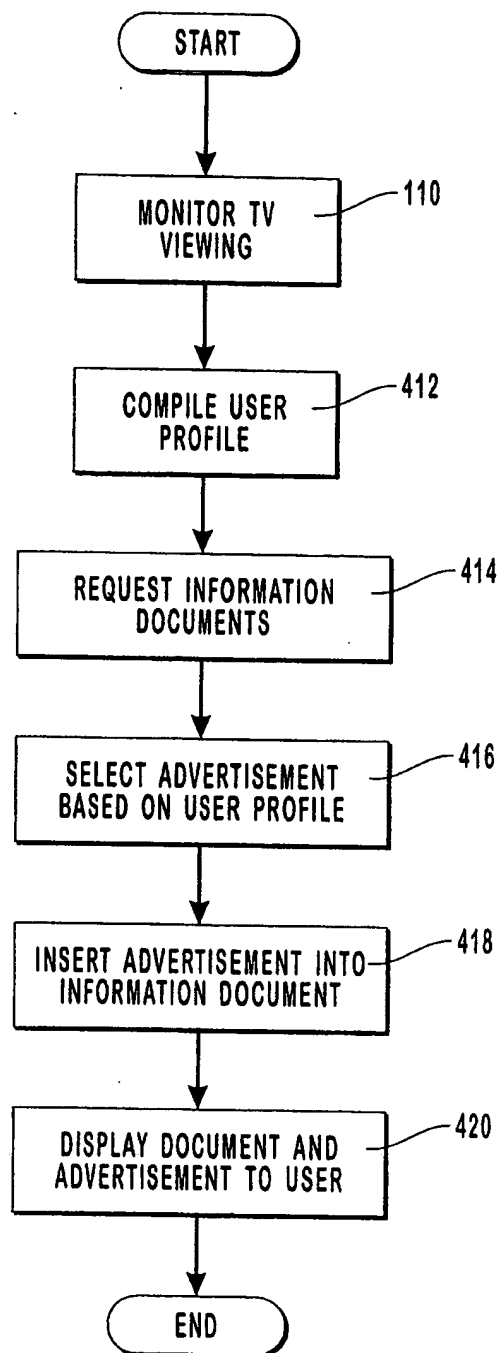 START
MONITOR TV
VIEWING
110
COMPILE USER
PROFILE
412
REQUEST INFORMATION
DOCUMENTS
414
SELECT ADVERTISEMENT
BASED ON USER PROFILE
416
INSERT ADVERTISEMENT INTO
INFORMATION DOCUMENT
418
DISPLAY DOCUMENT AND
ADVERTISEMENT TO USER
420
END